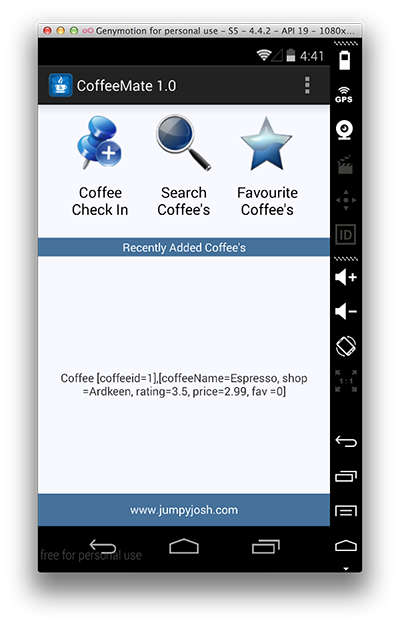 Genymotion for personal use - S5 - 4.4.2 - API 19 - 1080x...
4:41
CoffeeMate 1.0
GPS
Coffee
Check In
Search
Coffee's
Favourite
Coffee's
ID
Recently Added Coffee's
1:1
Coffee [coffeeid=1],[coffeeName=Espresso, shop
=Ardkeen, rating=3.5, price=2.99, fav =0]
www.jumpyjosh.com
free for personal use